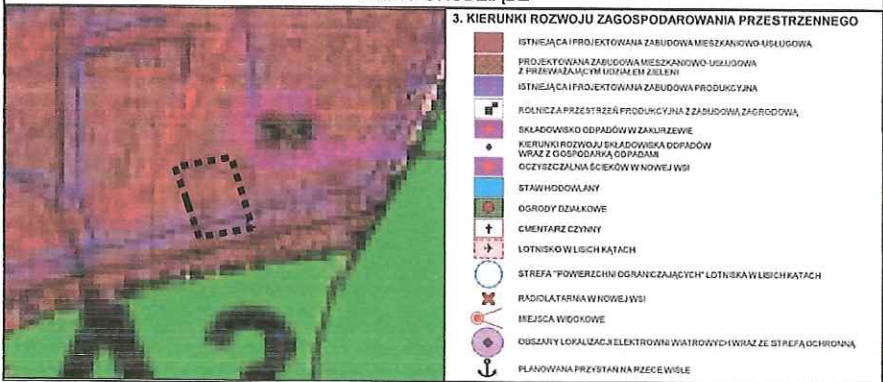 3. KIERUNKI ROZWOJU ZAGOSPODAROWANIA PRZESTRZENNEGO
ISTNIEJĄCA I PROJEKTOWANA ZABUDOWA MIESZKANIOWO-USŁUGOWA
PROJEKTOWANA ZABUDOWA MIESZKANIOWO-USŁUGOWA
Z PRZEWAŻAJĄCYM UDZIAŁEM ZIELENI
ISTNIEJĄCA I PROJEKTOWANA ZABUDOWA PRODUKCYJNA
ROLNICZA PRZESTRZEŃ PRODUKCYJNA Z ZABUDOWĄ ZAGRODOWĄ
SKŁADOWISKO ODPADÓW W ZAKURZEWIE
KIERUNKI ROZWOJU SKŁADOWISKA ODPADÓW
WRAZ Z GOSPODARKĄ ODPADAMI
OCZYSZCZALNIA ŚCIEKÓW W NOWEJ WSI
STAW HODOWLANY
OGRODY DZIAŁKOWE
CMENTARZ CZYNNY
LOTNISKO W LISICH KĄTACH
STREFA "POWIERZCHNI OGRANICZAJĄCYCH" LOTNISKA W LISICH KĄTACH
RADIOLATARNIA W NOWEJ WSI
MIEJSCA WIDOKOWE
OBSZARY LOKALIZACJI ELEKTROWNI WIATROWYCH WRAZ ZE STREFĄ OCHRONNĄ
PLANOWANA PRZYSTAŃ NA RZECE WIŚLE